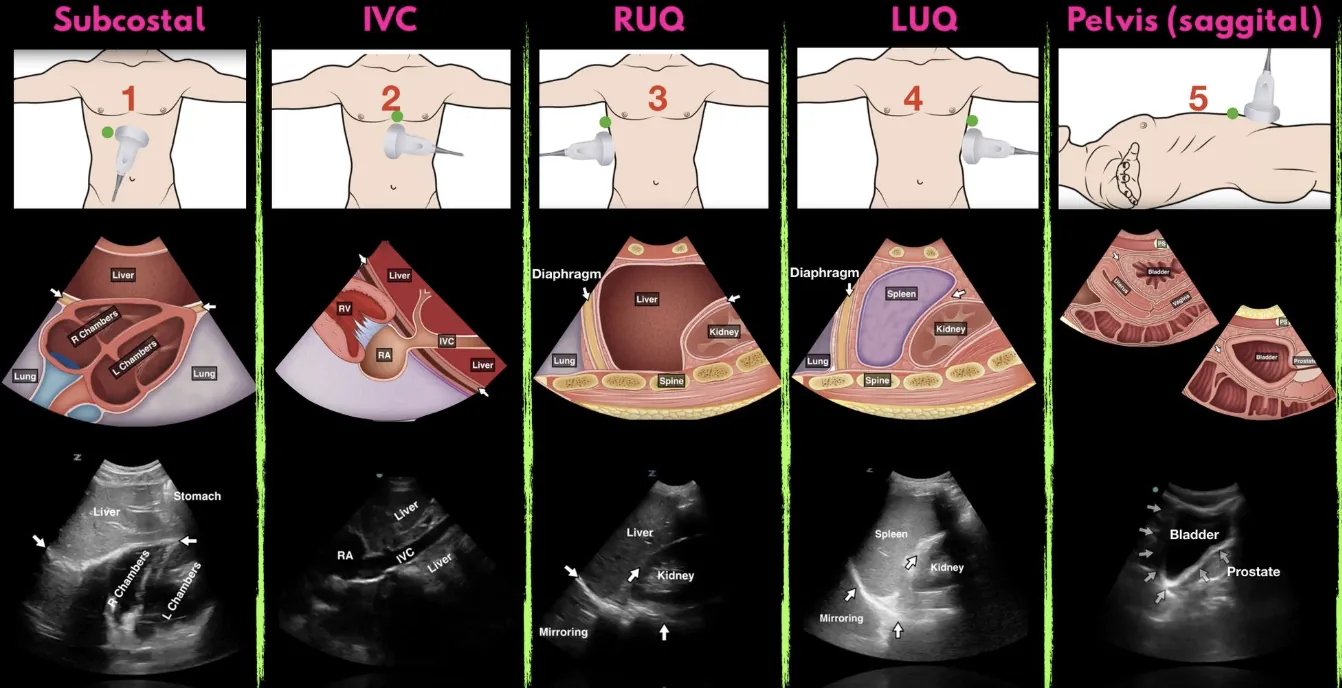 Subcostal
IVC
RUQ
LUQ
Pelvis (saggital)
1
2
3
4
5
Liver
R Chambers
L Chambers
Lung
Lung
Liver
RV
RA
IVC
Liver
Diaphragm
Liver
Kidney
Lung
Spine
Diaphragm
Spleen
Kidney
Lung
Spine
PS
Bladder
Uterus
Vagina
PS
Bladder
Prostate
Z
Liver
Stomach
R Chambers
L Chambers
Liver
RA
IVC
Liver
Z
Liver
Kidney
Mirroring
Spleen
Kidney
Mirroring
Bladder
Prostate